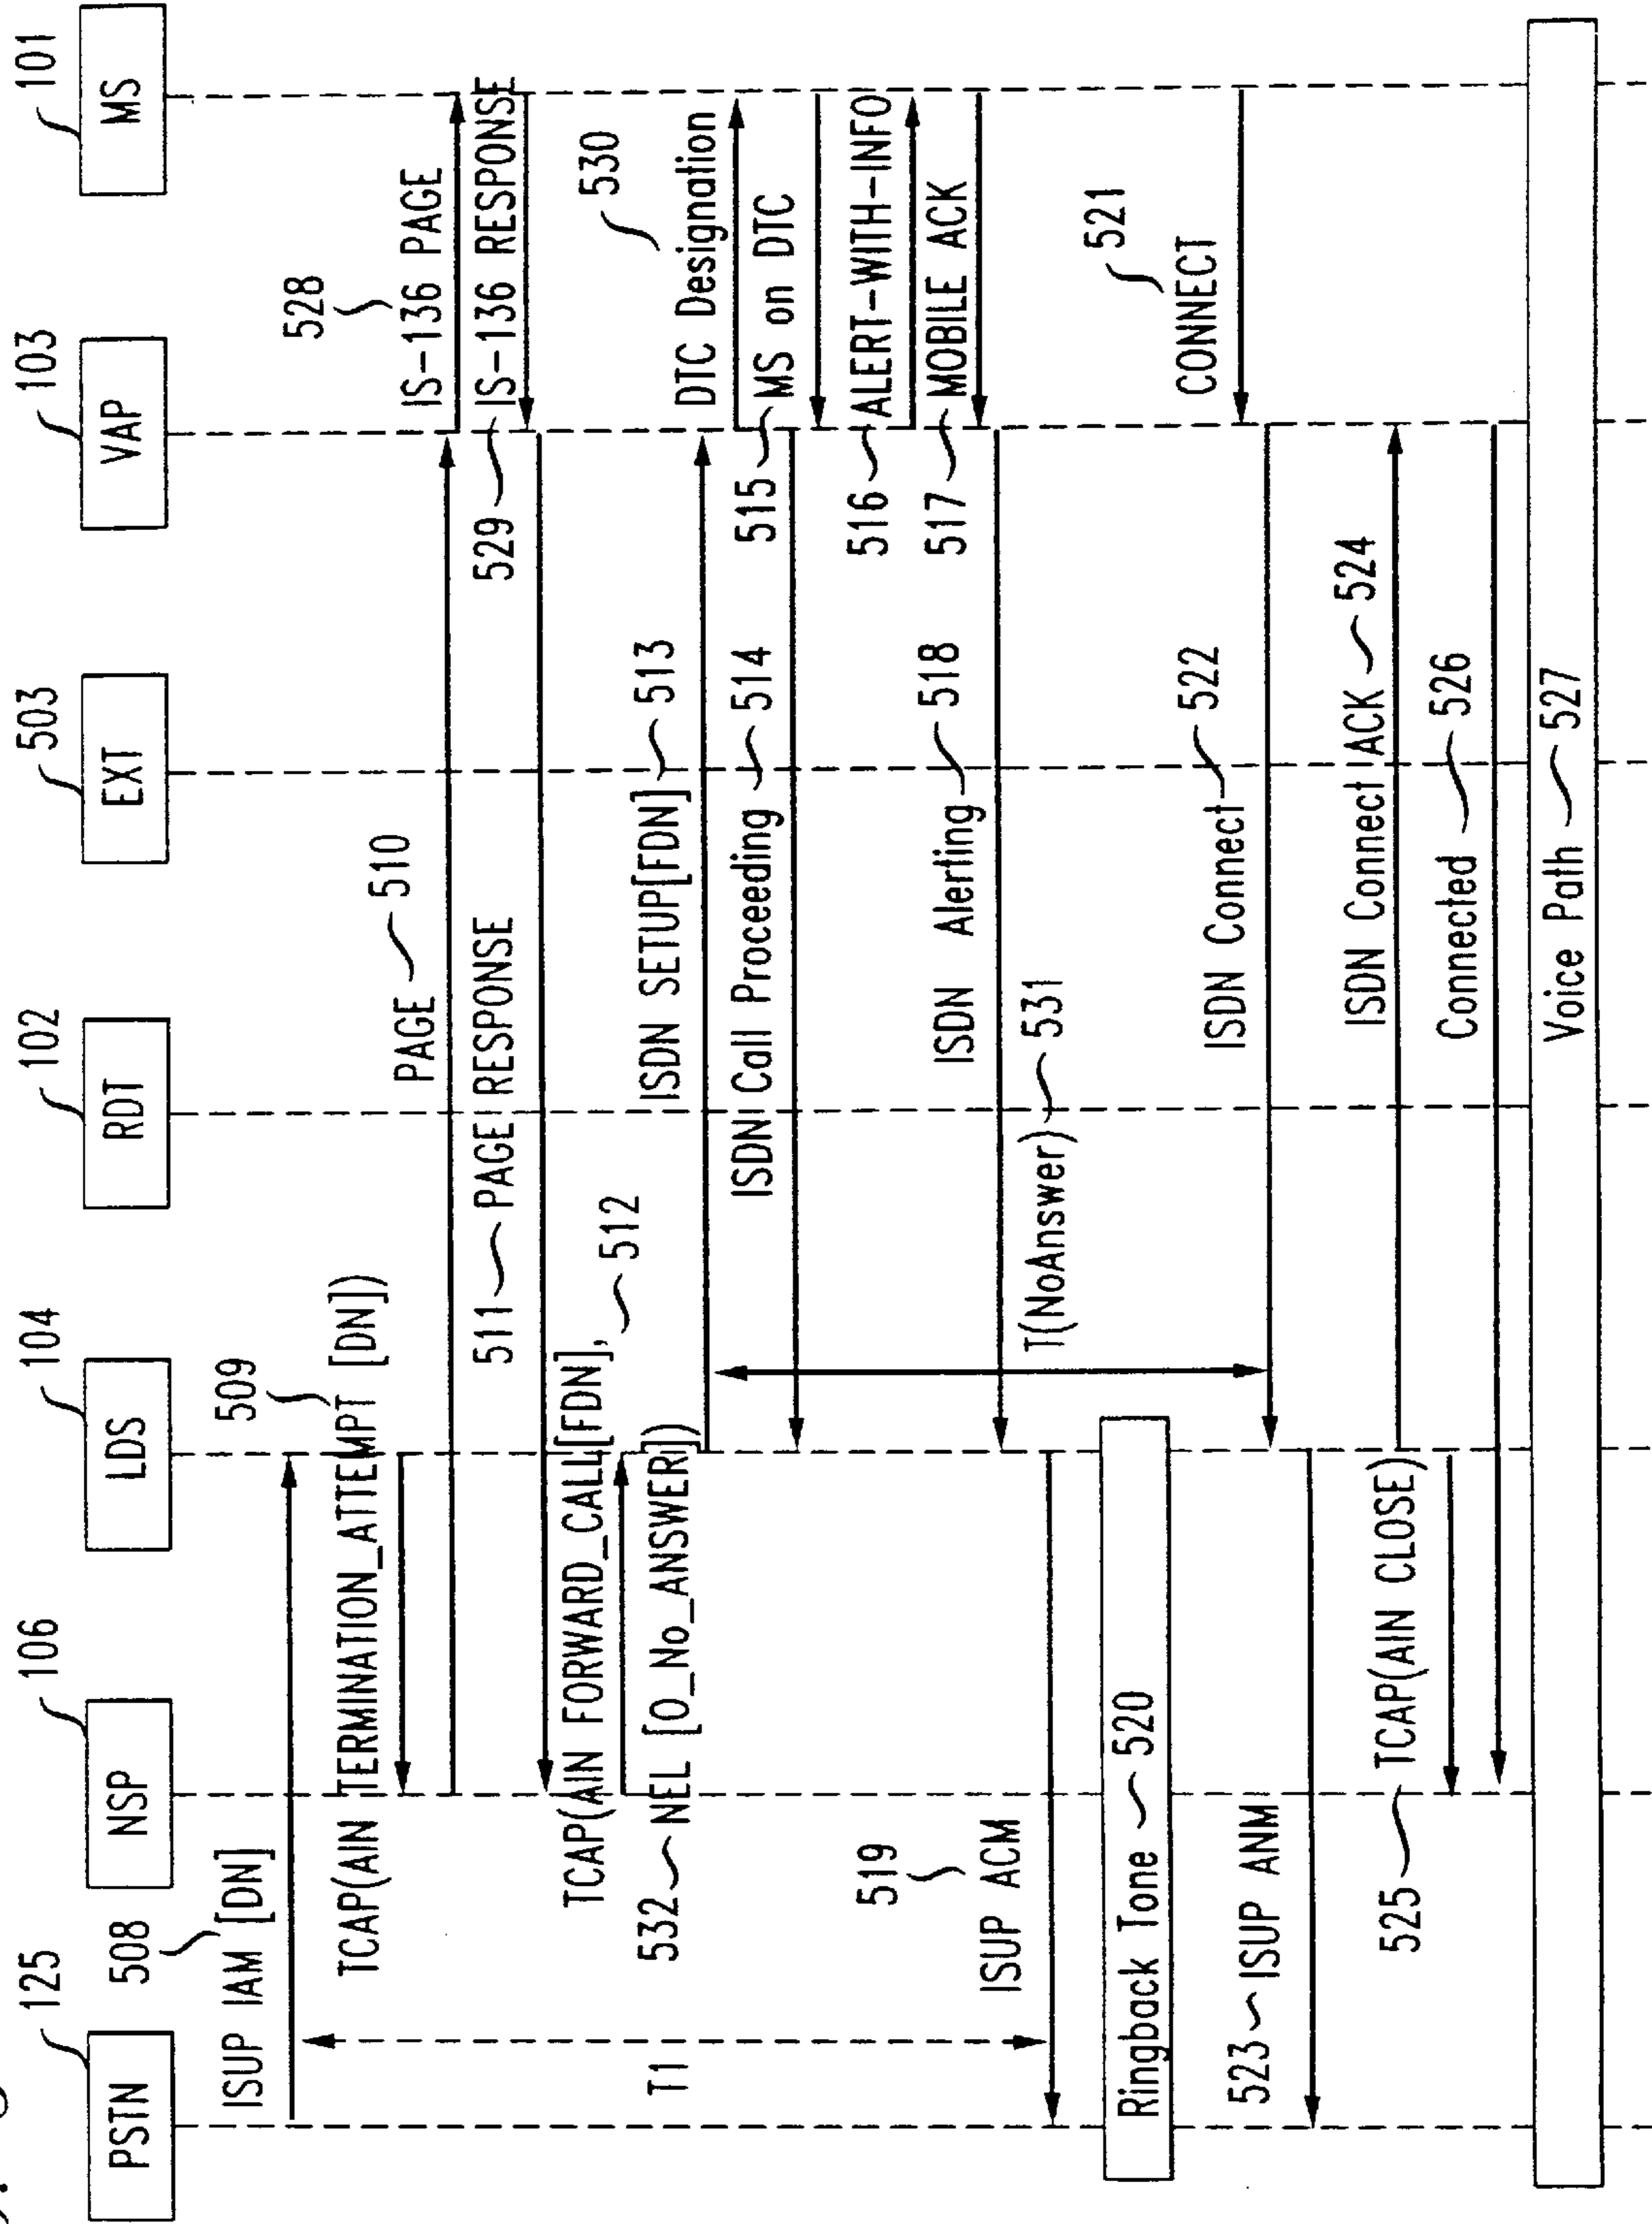 125
106
104
102
503
103
101
PSTN
NSP
LDS
RDT
EXT
VAP
MS
508
ISUP IAM [DN]
509
TCAP(AIN TERMINATION_ATTEMPT [DN])
PAGE 510
528
IS-136 PAGE
511 PAGE RESPONSE
529 IS-136 RESPONSE
TCAP(AIN FORWARD_CALL[FDN], 512
532 NEL [O_No_ANSWER])
ISDN SETUP[FDN] 513
530
DTC Designation
ISDN Call Proceeding 514
515 MS on DTC
T1
516 ALERT-WITH-INFO
517 MOBILE ACK
ISDN Alerting 518
519
ISUP ACM
T(NoAnswer) 531
Ringback Tone 520
521
CONNECT
ISDN Connect 522
523 ISUP ANM
ISDN Connect ACK 524
525 TCAP(AIN CLOSE)
Connected 526
Voice Path 527